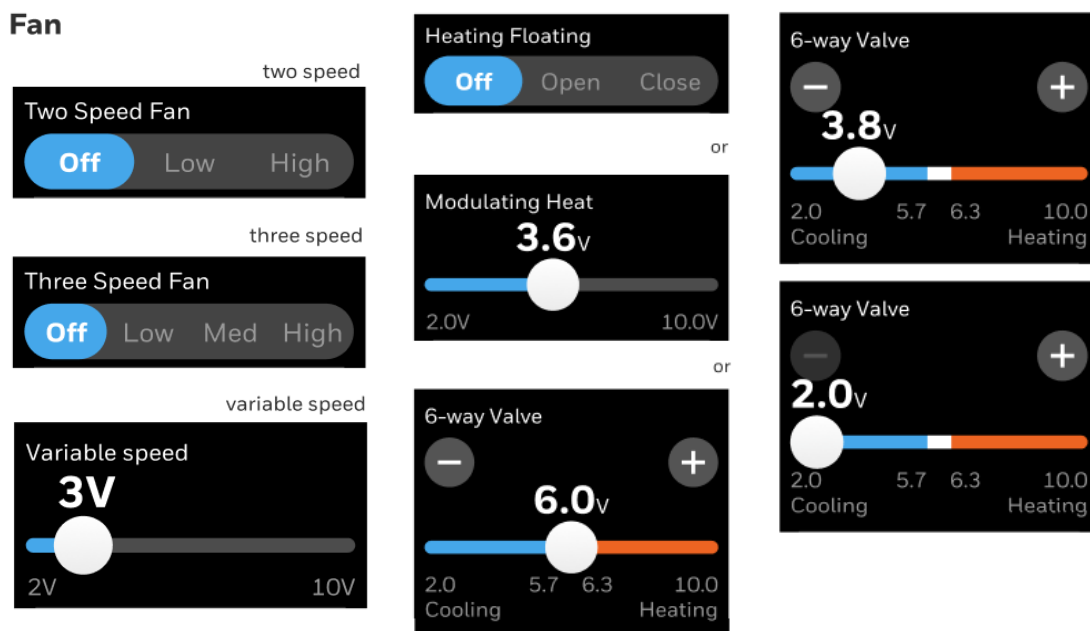 Fan
two speed
Two Speed Fan
Off Low High
three speed
Three Speed Fan
Off Low Med High
variable speed
Variable speed
3V
2V 10V
Heating Floating
Off Open Close
or
Modulating Heat
3.6V
2.0V 10.0V
or
6-way Valve
− +
6.0V
2.0 5.7 6.3 10.0
Cooling Heating
6-way Valve
− +
3.8V
2.0 5.7 6.3 10.0
Cooling Heating
6-way Valve
− +
2.0V
2.0 5.7 6.3 10.0
Cooling Heating